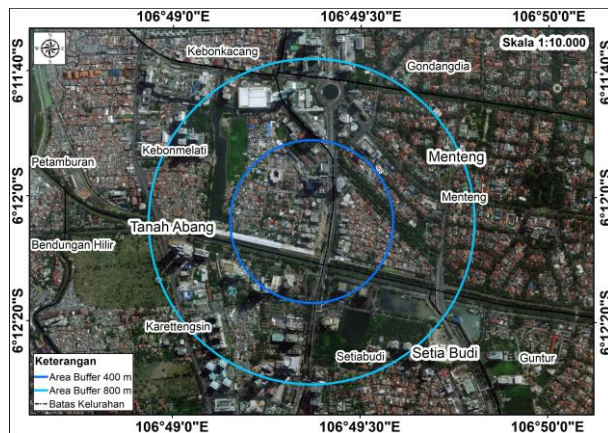 106°49'0"E 106°49'30"E 106°50'0"E
Skala 1:10.000
Kebonkacang
Gondangdia
6°11'40"S 6°11'40"S
Kebonmelati
Menteng
Petamburan
Menteng
6°12'0"S 6°12'0"S
Tanah Abang
Bendungan Hilir
Karettengsin
6°12'20"S 6°12'20"S
Setiabudi
Setia Budi
Guntur
Keterangan
Area Buffer 400 m
Area Buffer 800 m
Batas Kelurahan
106°49'0"E 106°49'30"E 106°50'0"E